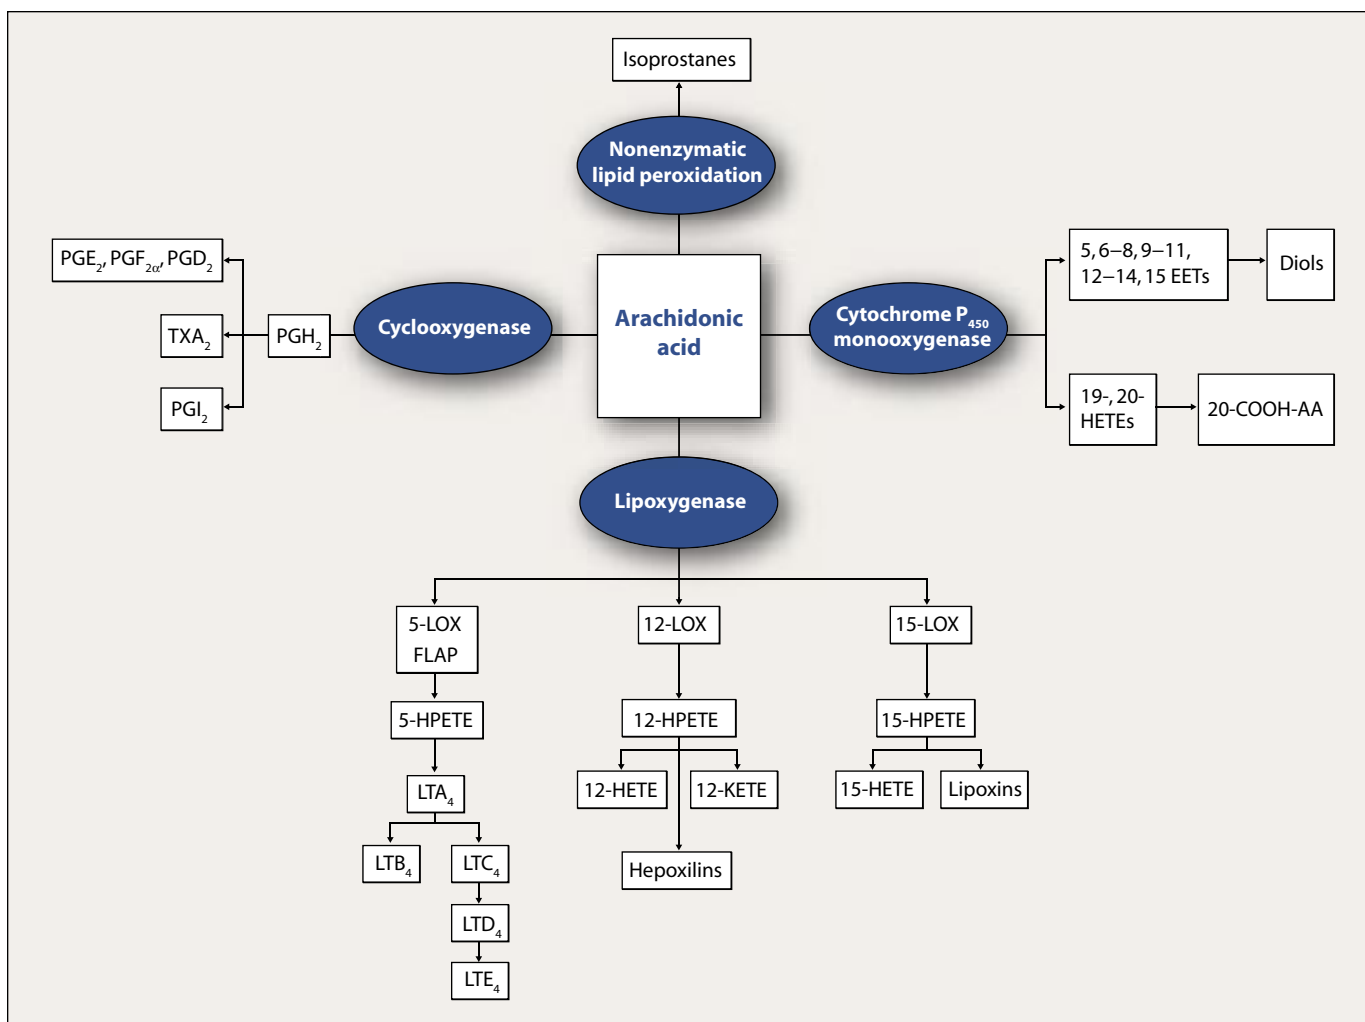 Isoprostanes
Nonenzymatic
lipid peroxidation
PGE₂, PGF₂α, PGD₂
TXA₂
PGI₂
PGH₂
Cyclooxygenase
Arachidonic
acid
Cytochrome P₄₅₀
monooxygenase
5, 6–8, 9–11,
12–14, 15 EETs
Diols
19-, 20-
HETEs
20-COOH-AA
Lipoxygenase
5-LOX
FLAP
12-LOX
15-LOX
5-HPETE
12-HPETE
15-HPETE
LTA₄
12-HETE
12-KETE
15-HETE
Lipoxins
LTB₄
LTC₄
Hepoxilins
LTD₄
LTE₄